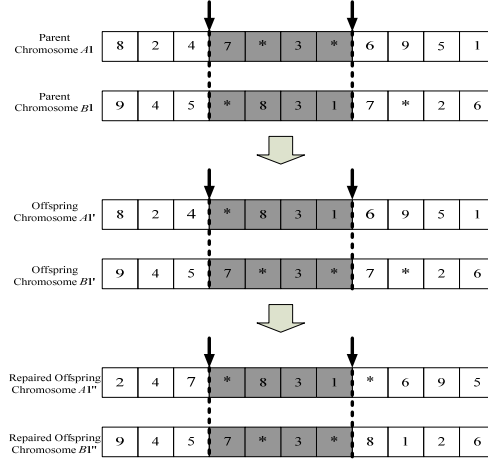 Parent
Chromosome A1 8 2 4 7 * 3 * 6 9 5 1
Parent
Chromosome B1 9 4 5 * 8 3 1 7 * 2 6
Offspring
Chromosome A1' 8 2 4 * 8 3 1 6 9 5 1
Offspring
Chromosome B1' 9 4 5 7 * 3 * 7 * 2 6
Repaired Offspring
Chromosome A1'' 2 4 7 * 8 3 1 * 6 9 5
Repaired Offspring
Chromosome B1'' 9 4 5 7 * 3 * 8 1 2 6